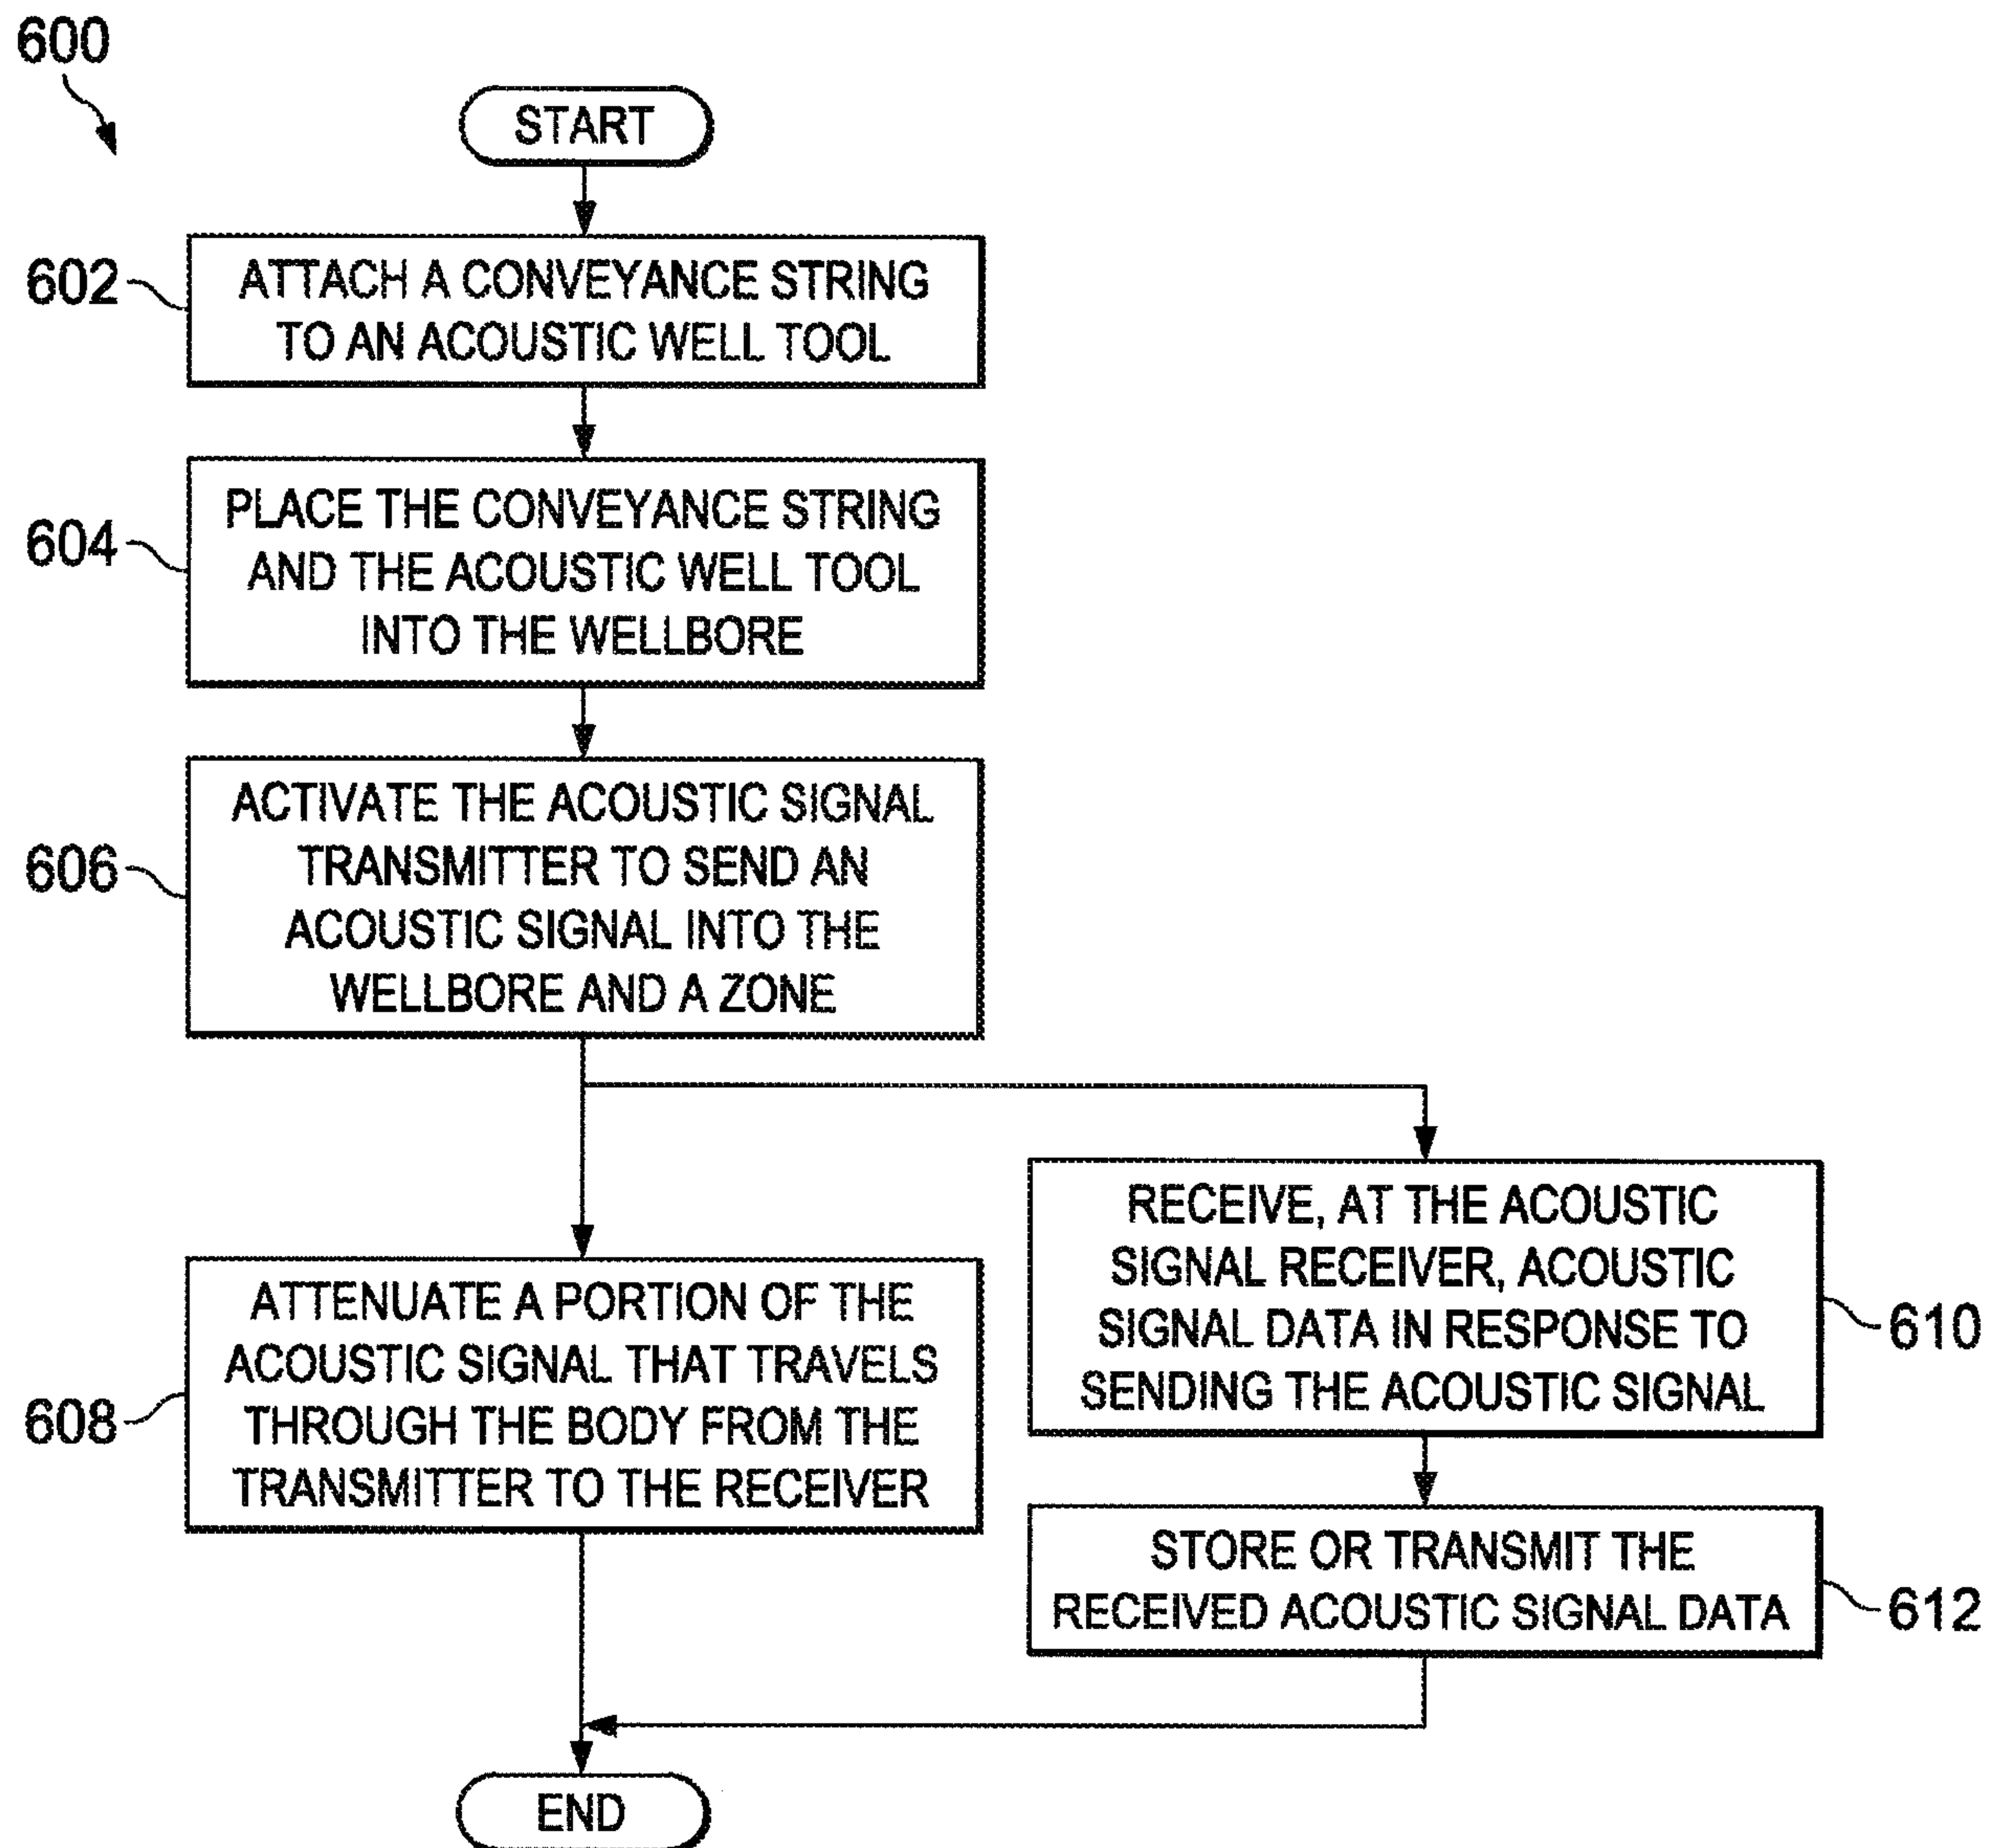 600
START
602
ATTACH A CONVEYANCE STRING
TO AN ACOUSTIC WELL TOOL
604
PLACE THE CONVEYANCE STRING
AND THE ACOUSTIC WELL TOOL
INTO THE WELLBORE
606
ACTIVATE THE ACOUSTIC SIGNAL
TRANSMITTER TO SEND AN
ACOUSTIC SIGNAL INTO THE
WELLBORE AND A ZONE
608
ATTENUATE A PORTION OF THE
ACOUSTIC SIGNAL THAT TRAVELS
THROUGH THE BODY FROM THE
TRANSMITTER TO THE RECEIVER
RECEIVE, AT THE ACOUSTIC
SIGNAL RECEIVER, ACOUSTIC
SIGNAL DATA IN RESPONSE TO
SENDING THE ACOUSTIC SIGNAL
610
STORE OR TRANSMIT THE
RECEIVED ACOUSTIC SIGNAL DATA
612
END